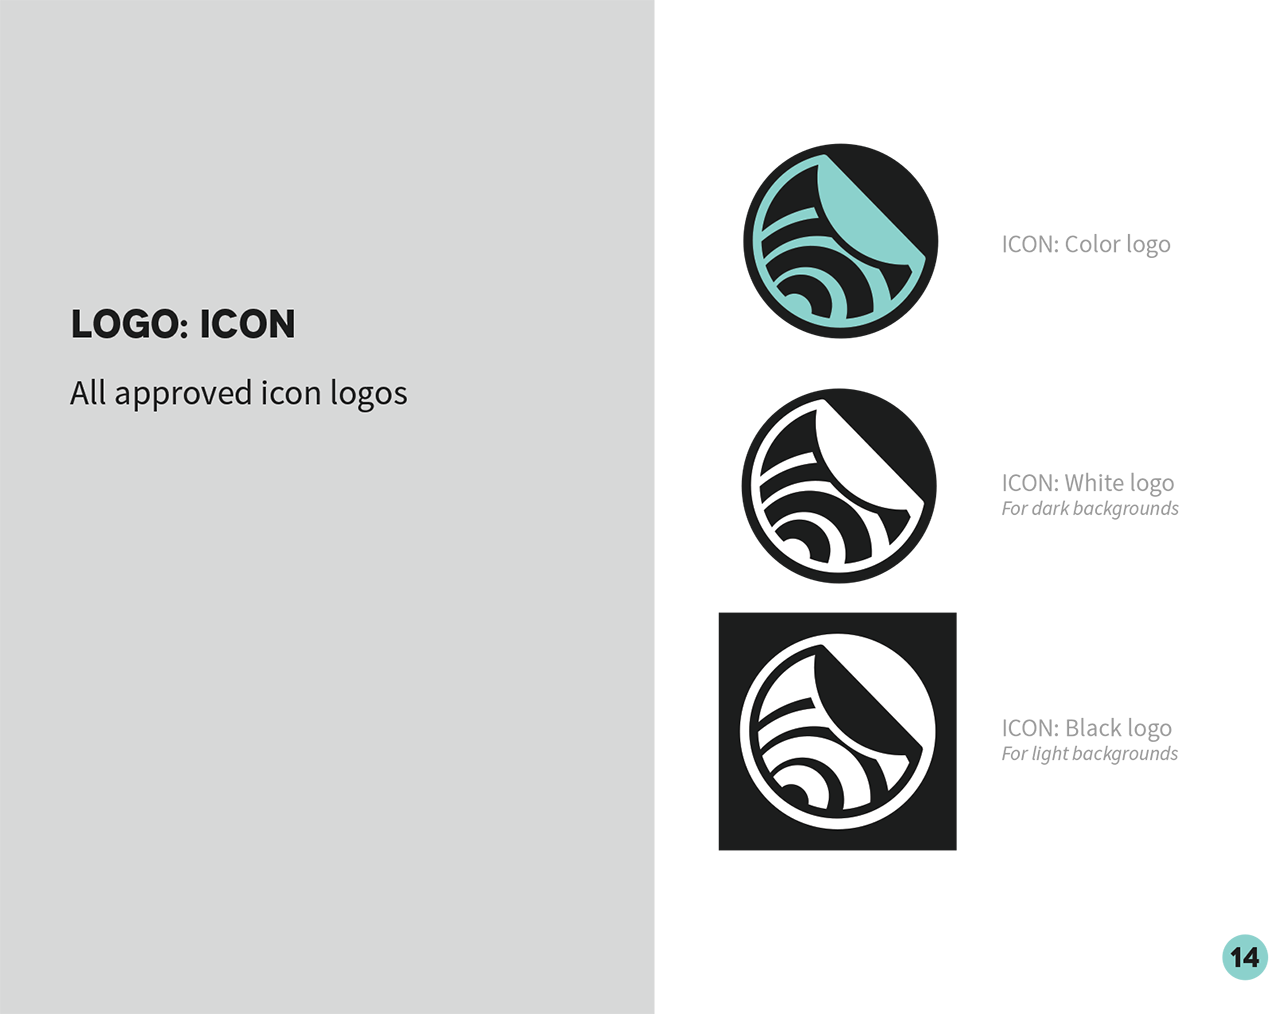 LOGO: ICON
All approved icon logos
ICON: Color logo
ICON: White logo
For dark backgrounds
ICON: Black logo
For light backgrounds
14